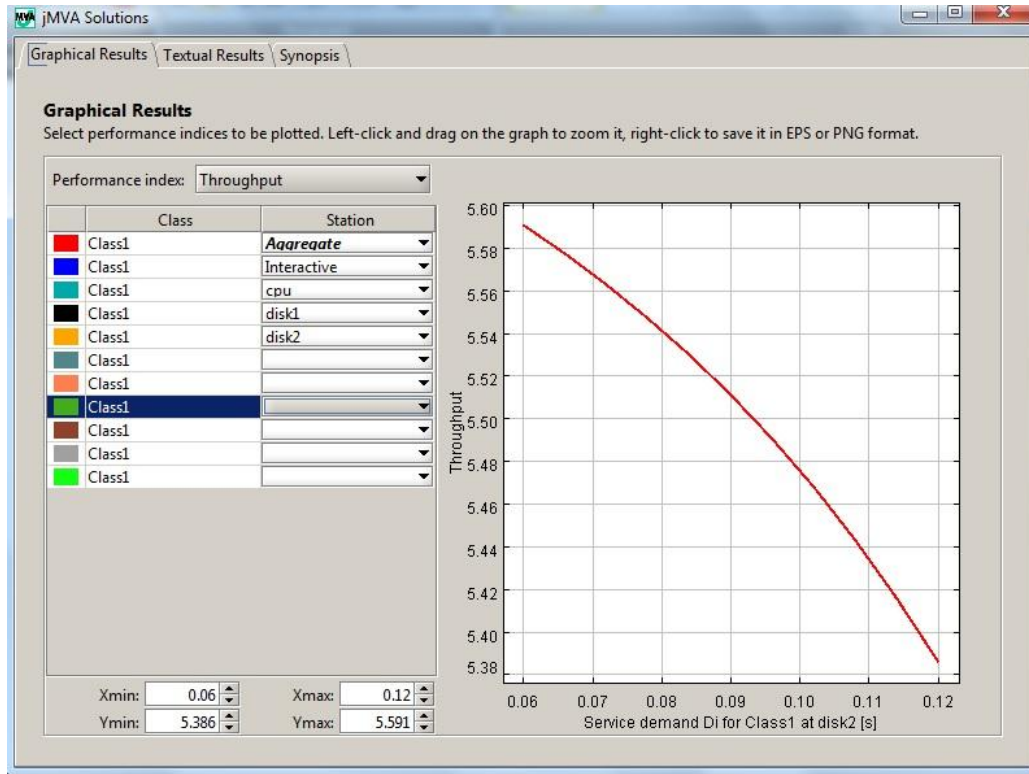 MVA jMVA Solutions
Graphical Results Textual Results Synopsis
Graphical Results
Select performance indices to be plotted. Left-click and drag on the graph to zoom it, right-click to save it in EPS or PNG format.
Performance index: Throughput
Class Station
Class1 Aggregate
Class1 Interactive
Class1 cpu
Class1 disk1
Class1 disk2
Class1
Class1
Class1
Class1
Class1
Class1
Xmin: 0.06 Xmax: 0.12
Ymin: 5.386 Ymax: 5.591
Throughput
5.60
5.58
5.56
5.54
5.52
5.50
5.48
5.46
5.44
5.42
5.40
5.38
0.06 0.07 0.08 0.09 0.10 0.11 0.12
Service demand Di for Class1 at disk2 [s]